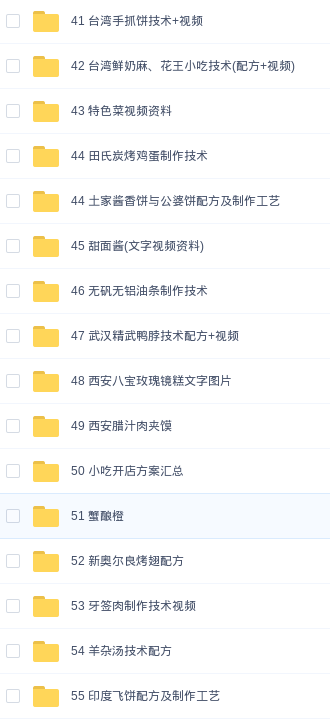 41 台湾手抓饼技术+视频
42 台湾鲜奶麻、花王小吃技术(配方+视频)
43 特色菜视频资料
44 田氏炭烤鸡蛋制作技术
44 土家酱香饼与公婆饼配方及制作工艺
45 甜面酱(文字视频资料)
46 无矾无铝油条制作技术
47 武汉精武鸭脖技术配方+视频
48 西安八宝玫瑰镜糕文字图片
49 西安腊汁肉夹馍
50 小吃开店方案汇总
51 蟹酿橙
52 新奥尔良烤翅配方
53 牙签肉制作技术视频
54 羊杂汤技术配方
55 印度飞饼配方及制作工艺